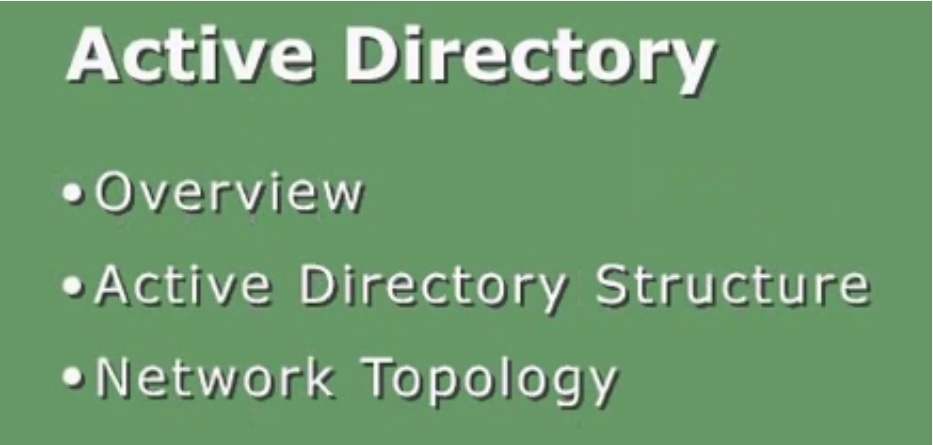 Active Directory
• Overview
• Active Directory Structure
• Network Topology